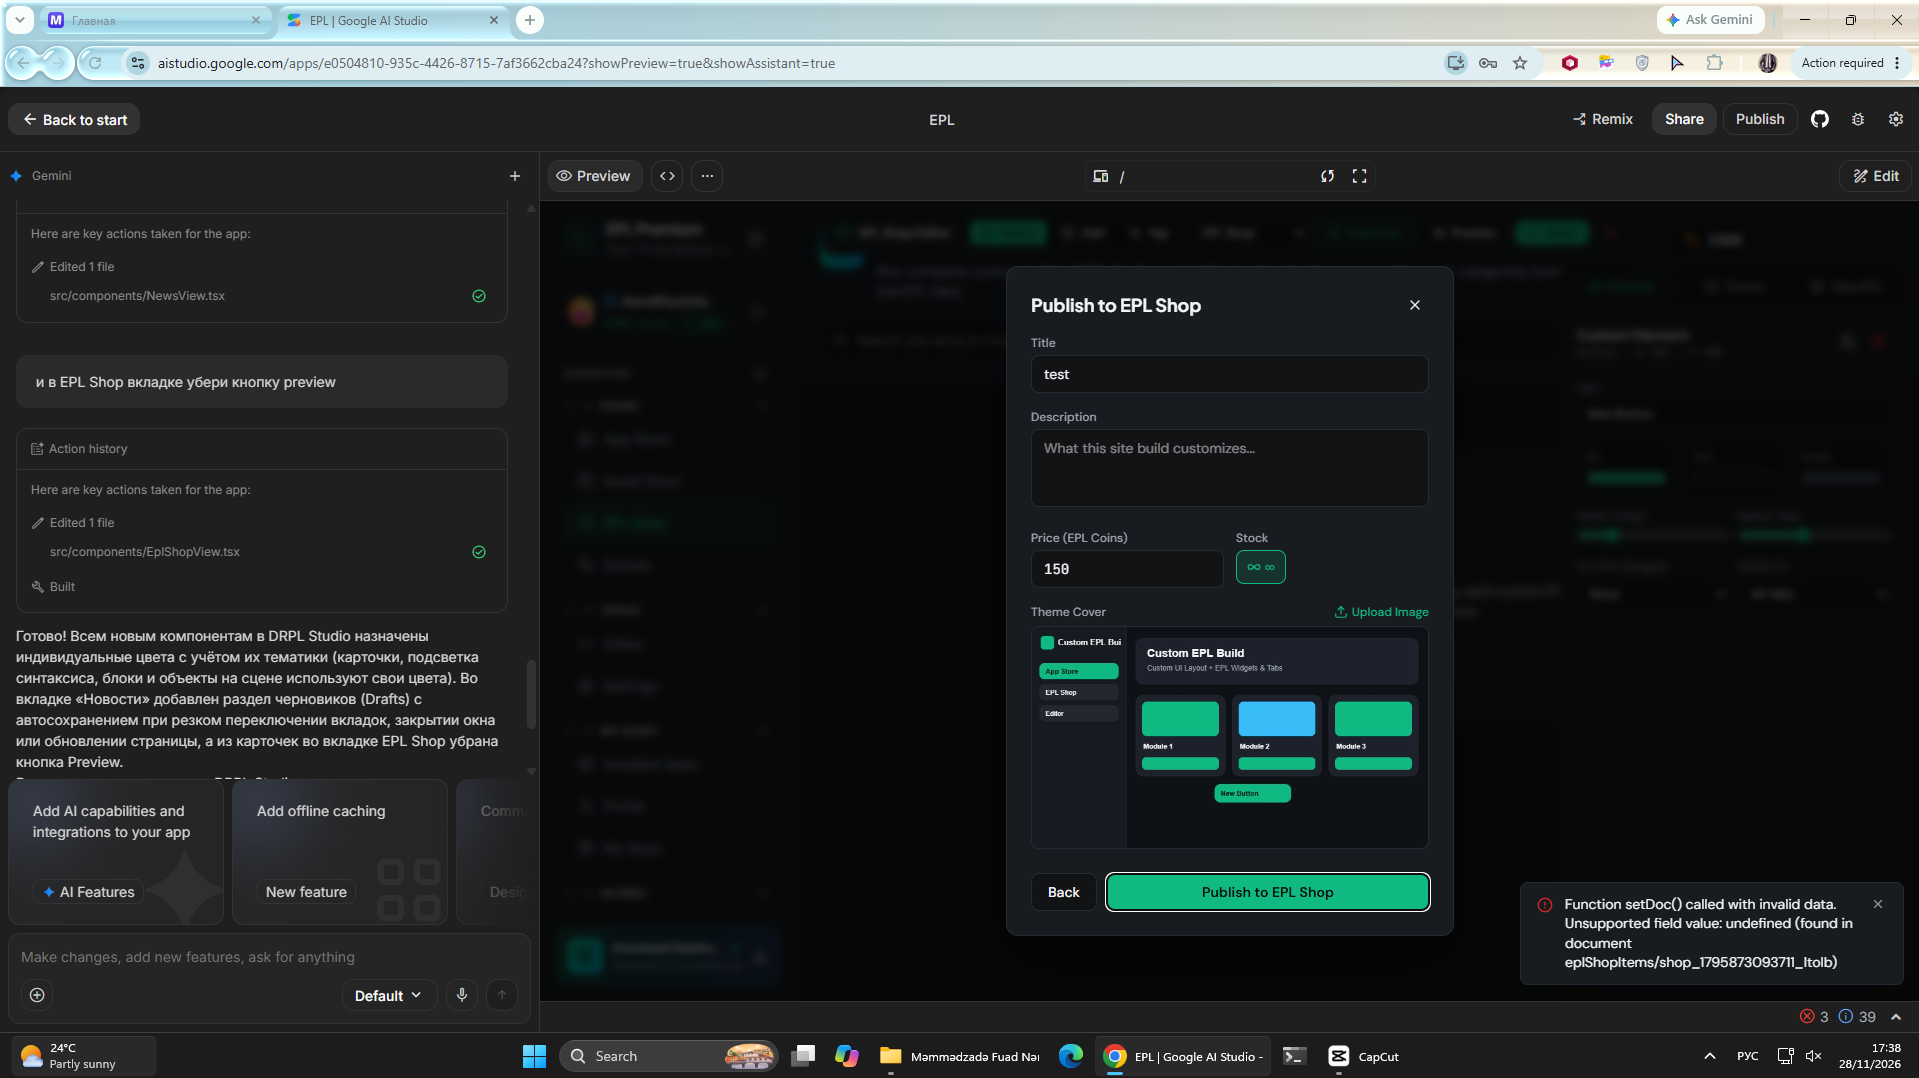 Главная
EPL | Google AI Studio
Ask Gemini
aistudio.google.com/apps/e0504810-935c-4426-8715-7af3662cba24?showPreview=true&showAssistant=true
Action required
Back to start
EPL
Remix
Share
Publish
Gemini
Preview
/
Edit
Here are key actions taken for the app:
Edited 1 file
src/components/NewsView.tsx
и в EPL Shop вкладке убери кнопку preview
Action history
Here are key actions taken for the app:
Edited 1 file
src/components/EplShopView.tsx
Built
Готово! Всем новым компонентам в DRPL Studio назначены
индивидуальные цвета с учётом их тематики (карточки, подсветка
синтаксиса, блоки и объекты на сцене используют свои цвета). Во
вкладке «Новости» добавлен раздел черновиков (Drafts) с
автосохранением при резком переключении вкладок, закрытии окна
или обновлении страницы, а из карточек во вкладке EPL Shop убрана
кнопка Preview.
Add AI capabilities and
integrations to your app
AI Features
Add offline caching
New feature
Make changes, add new features, ask for anything
Default
Publish to EPL Shop
Title
test
Description
What this site build customizes...
Price (EPL Coins)
Stock
150
∞ ∞
Theme Cover
Upload Image
Custom EPL Bui
App Store
EPL Shop
Editor
Custom EPL Build
Custom UI Layout + EPL Widgets & Tabs
Module 1
Module 2
Module 3
New Button
Back
Publish to EPL Shop
Function setDoc() called with invalid data.
Unsupported field value: undefined (found in
document
eplShopItems/shop_1795873093711_ltolb)
3
39
24°C
Partly sunny
Search
Məmmədzadə Fuad Nəı
EPL | Google AI Studio -
CapCut
РУС
17:38
28/11/2026